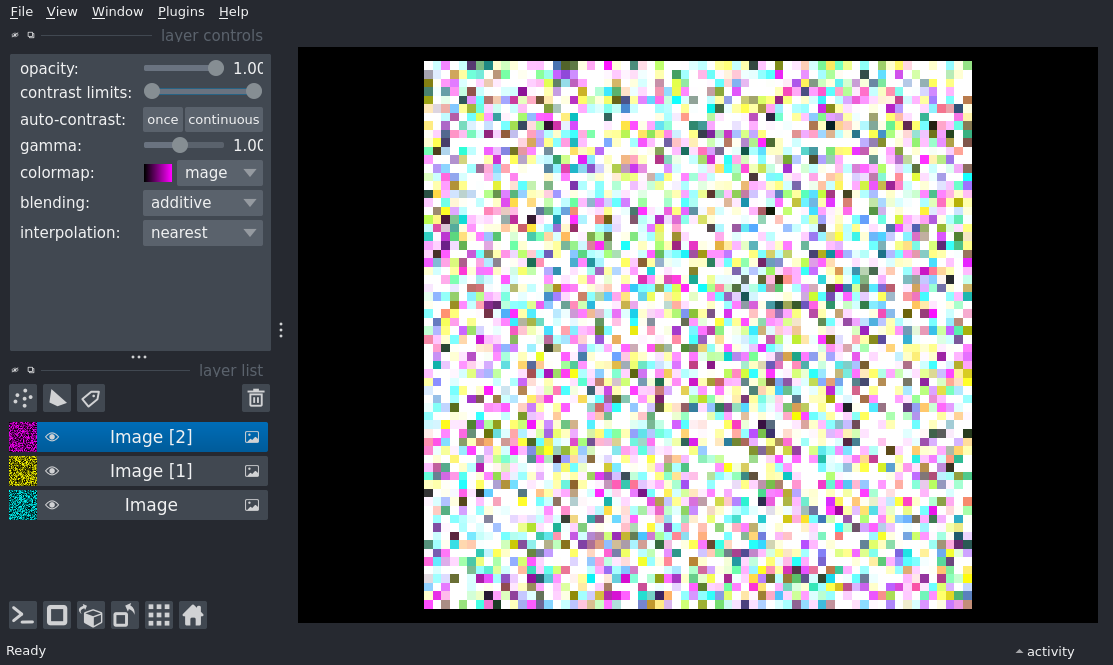 File View Window Plugins Help
layer controls
opacity: 1.00
contrast limits:
auto-contrast: once continuous
gamma: 1.00
colormap: mage
blending: additive
interpolation: nearest
layer list
Image [2]
Image [1]
Image
Ready activity